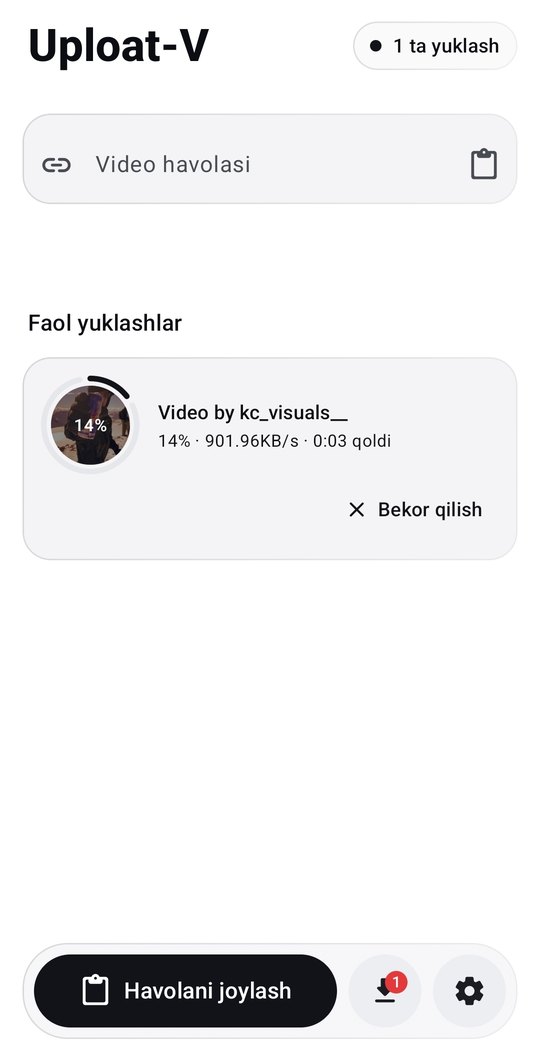 Uploat-V
1 ta yuklash
Video havolasi
Faol yuklashlar
14%
Video by kc_visuals__
14% · 901.96KB/s · 0:03 qoldi
Bekor qilish
Havolani joylash
1